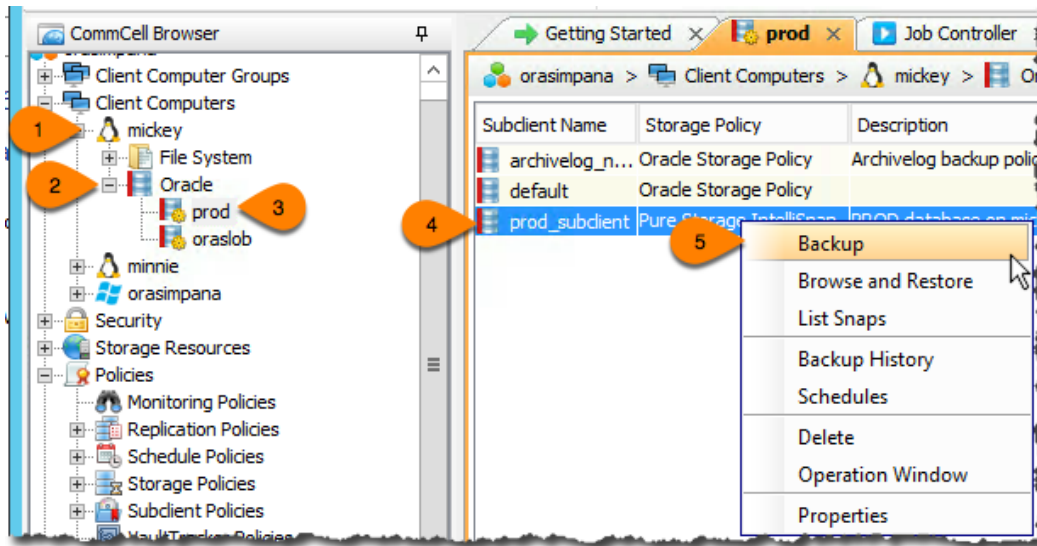 CommCell Browser
orasimpana
Client Computer Groups
Client Computers
1
mickey
File System
2
Oracle
prod
3
oraslob
minnie
orasimpana
Security
Storage Resources
Policies
Monitoring Policies
Replication Policies
Schedule Policies
Storage Policies
Subclient Policies
VaultTracker Policies
Getting Started
prod
Job Controller
orasimpana > Client Computers > mickey >
Subclient Name Storage Policy Description
archivelog_n... Oracle Storage Policy Archivelog backup
default Oracle Storage Policy
4
prod_subclient Pure Storage IntelliSnap PROD database on
5
Backup
Browse and Restore
List Snaps
Backup History
Schedules
Delete
Operation Window
Properties